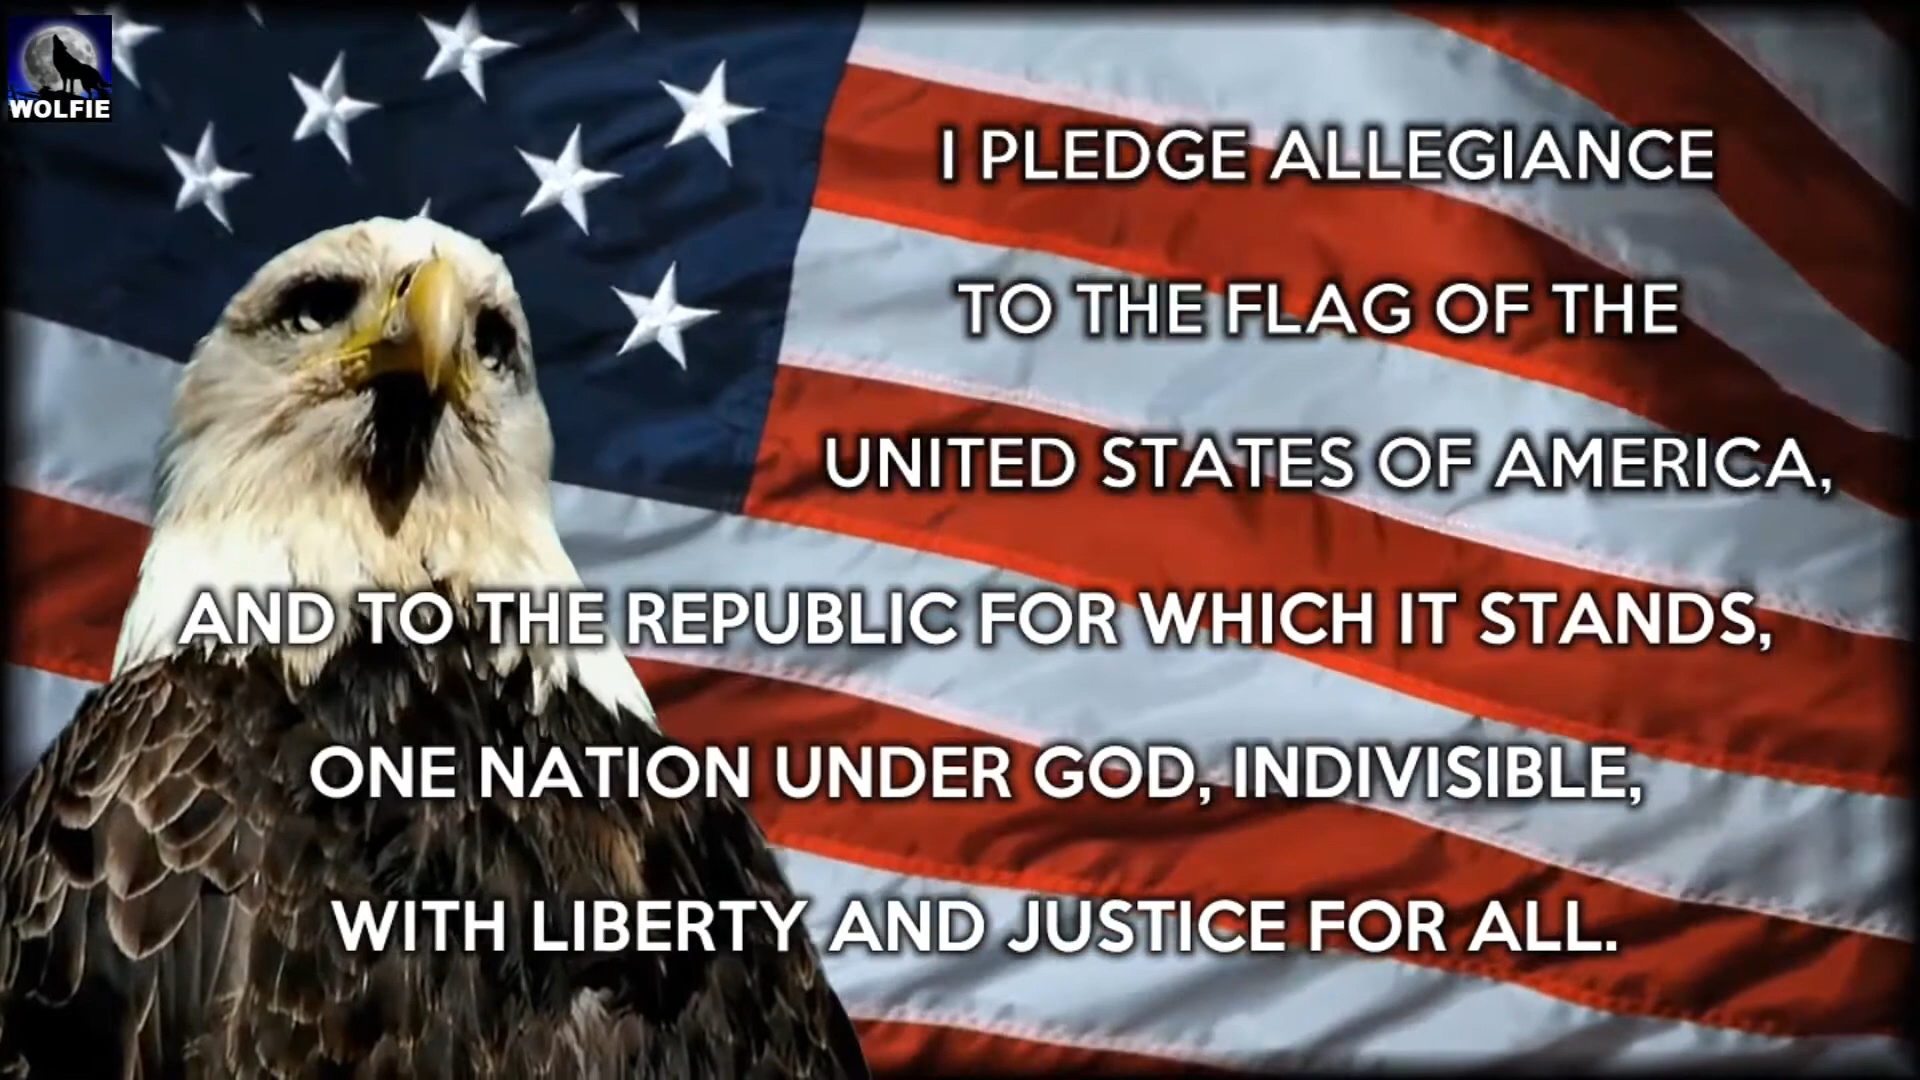 WOLFIE
I PLEDGE ALLEGIANCE
TO THE FLAG OF THE
UNITED STATES OF AMERICA,
AND TO THE REPUBLIC FOR WHICH IT STANDS,
ONE NATION UNDER GOD, INDIVISIBLE,
WITH LIBERTY AND JUSTICE FOR ALL.